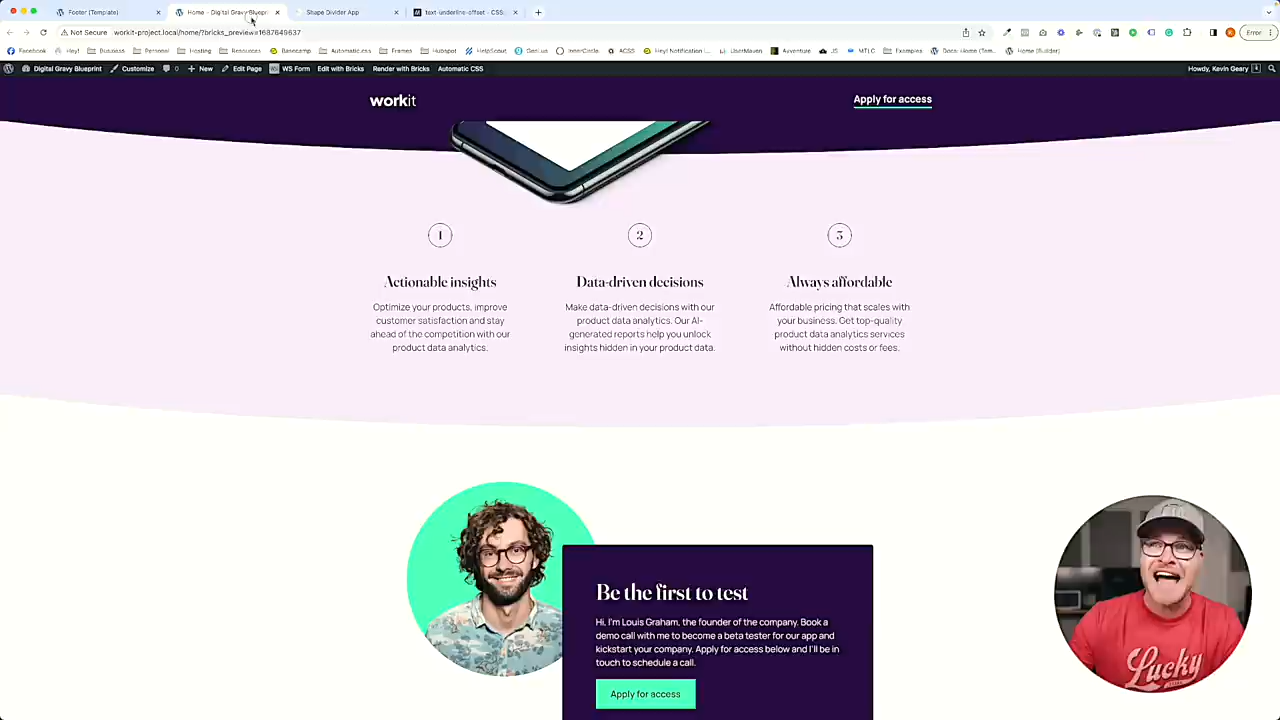 Footer (Template)
Home – Digital Gravy Blueprin
Shape Divider App
text-underline-offset - CSS:
Not Secure
workit-project.local/home/?bricks_preview=1687649637
Error
Facebook
Hey!
Business
Personal
Hosting
Resources
Basecamp
Automatic.css
Frames
Hubspot
HelpScout
Geni.us
InnerCircle
ACSS
Hey! Notification I...
UserMaven
Avventure
JS
MTLC
Examples
Docs: Home (Tem...
Home (Builder)
Digital Gravy Blueprint
Customize
0
New
Edit Page
WS Form
Edit with Bricks
Render with Bricks
Automatic CSS
Howdy, Kevin Geary
workit
Apply for access
1
2
3
Actionable insights
Data-driven decisions
Always affordable
Optimize your products, improve
customer satisfaction and stay
ahead of the competition with our
product data analytics.
Make data-driven decisions with our
product data analytics. Our AI-
generated reports help you unlock
insights hidden in your product data.
Affordable pricing that scales with
your business. Get top-quality
product data analytics services
without hidden costs or fees.
Be the first to test
Hi, I'm Louis Graham, the founder of the company. Book a
demo call with me to become a beta tester for our app and
kickstart your company. Apply for access below and I'll be in
touch to schedule a call.
Apply for access
Lucky